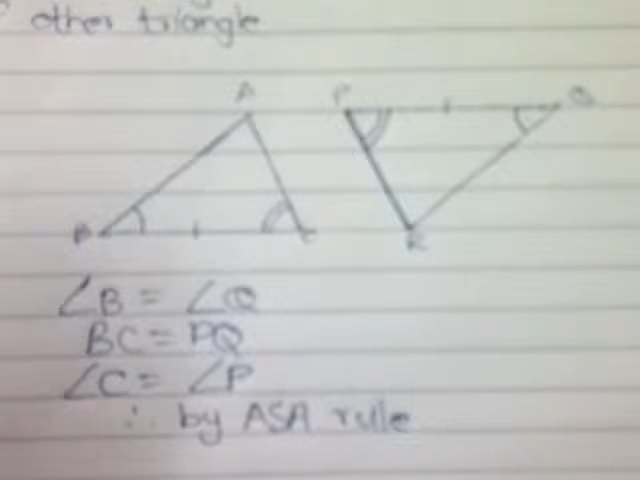 other triangle
A P Q
B C R
∠B = ∠Q
BC = PQ
∠C = ∠P
∴ by ASA rule